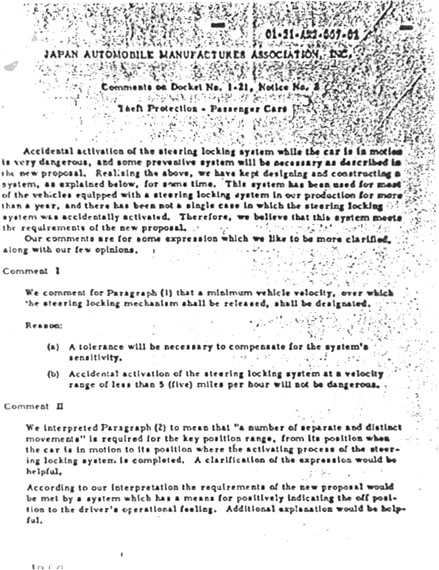 01-21-A22-S07-01
JAPAN AUTOMOBILE MANUFACTURES ASSOCIATION, INC.
Comments on Docket No. 1-21, Notice No. 2
Theft Protection - Passenger Cars
Accidental activation of the steering locking system while the car is in motion
is very dangerous, and some preventive system will be necessary as described in
the new proposal. Realizing the above, we have kept designing and constructing a
system, as explained below, for some time. This system has been used for most
of the vehicles equipped with a steering locking system in our production for more
than a year, and there has been not a single case in which the steering locking
system was accidentally activated. Therefore, we believe that this system meets
the requirements of the new proposal.
Our comments are for some expression which we like to be more clarified,
along with our few opinions.
Comment I
We comment for Paragraph (1) that a minimum vehicle velocity, over which
the steering locking mechanism shall be released, shall be designated.
Reason:
(a) A tolerance will be necessary to compensate for the system's
sensitivity.
(b) Accidental activation of the steering locking system at a velocity
range of less than 5 (five) miles per hour will not be dangerous.
Comment II
We interpreted Paragraph (2) to mean that "a number of separate and distinct
movements" is required for the key position range, from its position when
the car is in motion to its position where the activating process of the steer-
ing locking system is completed. A clarification of the expression would be
helpful.
According to our interpretation the requirements of the new proposal would
be met by a system which has a means for positively indicating the off posi-
tion to the driver's operational feeling. Additional explanation would be help-
ful.